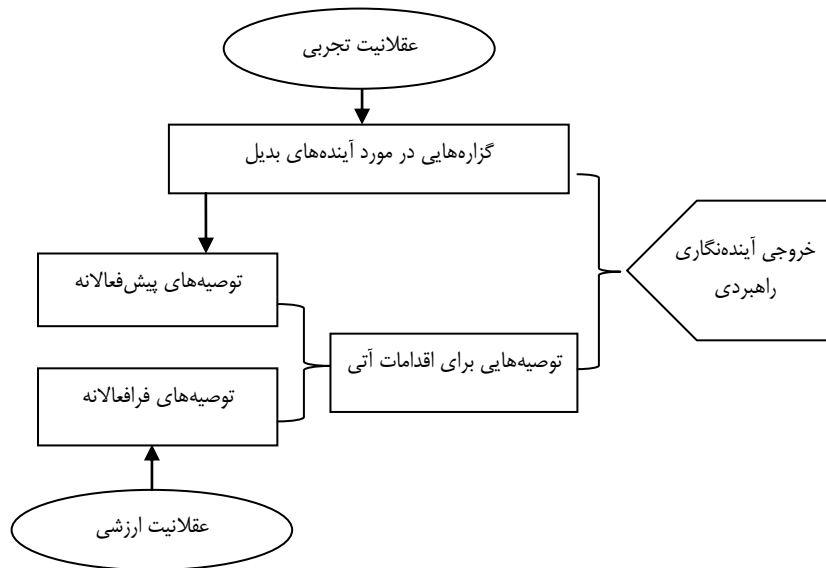 عقلانیت تجربی
گزاره‌هایی در مورد آینده‌های بدیل
خروجی آینده‌نگاری
راهبردی
توصیه‌های پیش‌فعالانه
توصیه‌هایی برای اقدامات آتی
توصیه‌های فرافعالانه
عقلانیت ارزشی